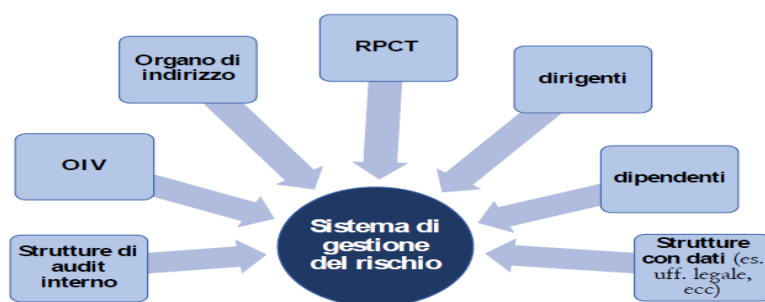 RPCT
Organo di
indirizzo
dirigenti
OIV
dipendenti
Sistema di
gestione
del rischio
Strutture di
audit
interno
Strutture
con dati (es.
uff. legale,
ecc)